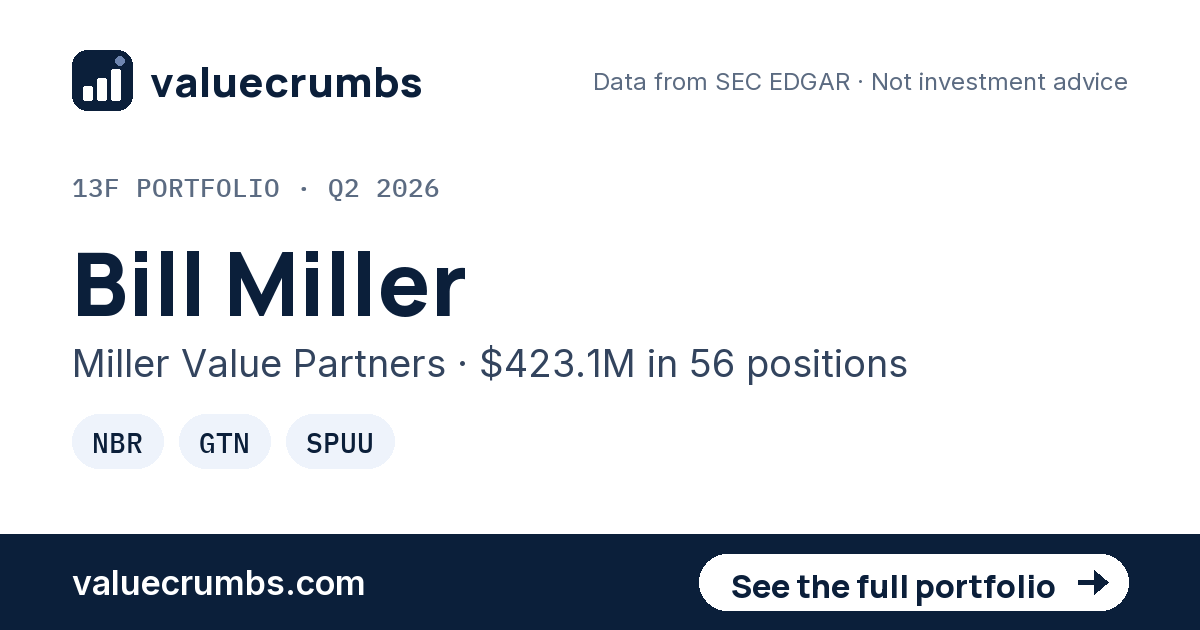 valuecrumbs
Data from SEC EDGAR · Not investment advice
13F PORTFOLIO · Q2 2026
Bill Miller
Miller Value Partners · $423.1M in 56 positions
NBR GTN SPUU
valuecrumbs.com
See the full portfolio →